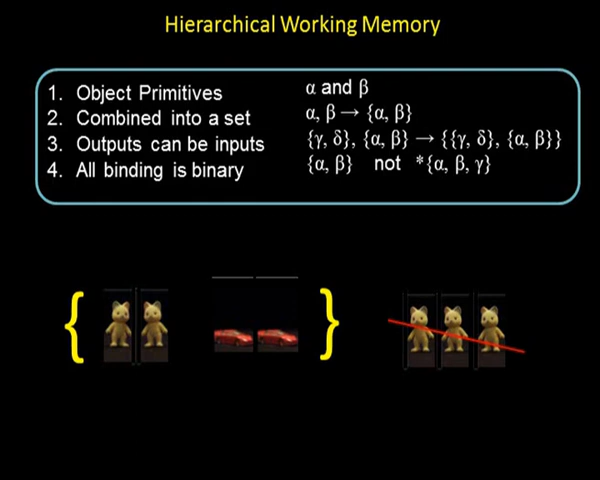 Hierarchical Working Memory
1. Object Primitives α and β
2. Combined into a set α, β → {α, β}
3. Outputs can be inputs {γ, δ}, {α, β} → {{γ, δ}, {α, β}}
4. All binding is binary {α, β} not *{α, β, γ}
{ }